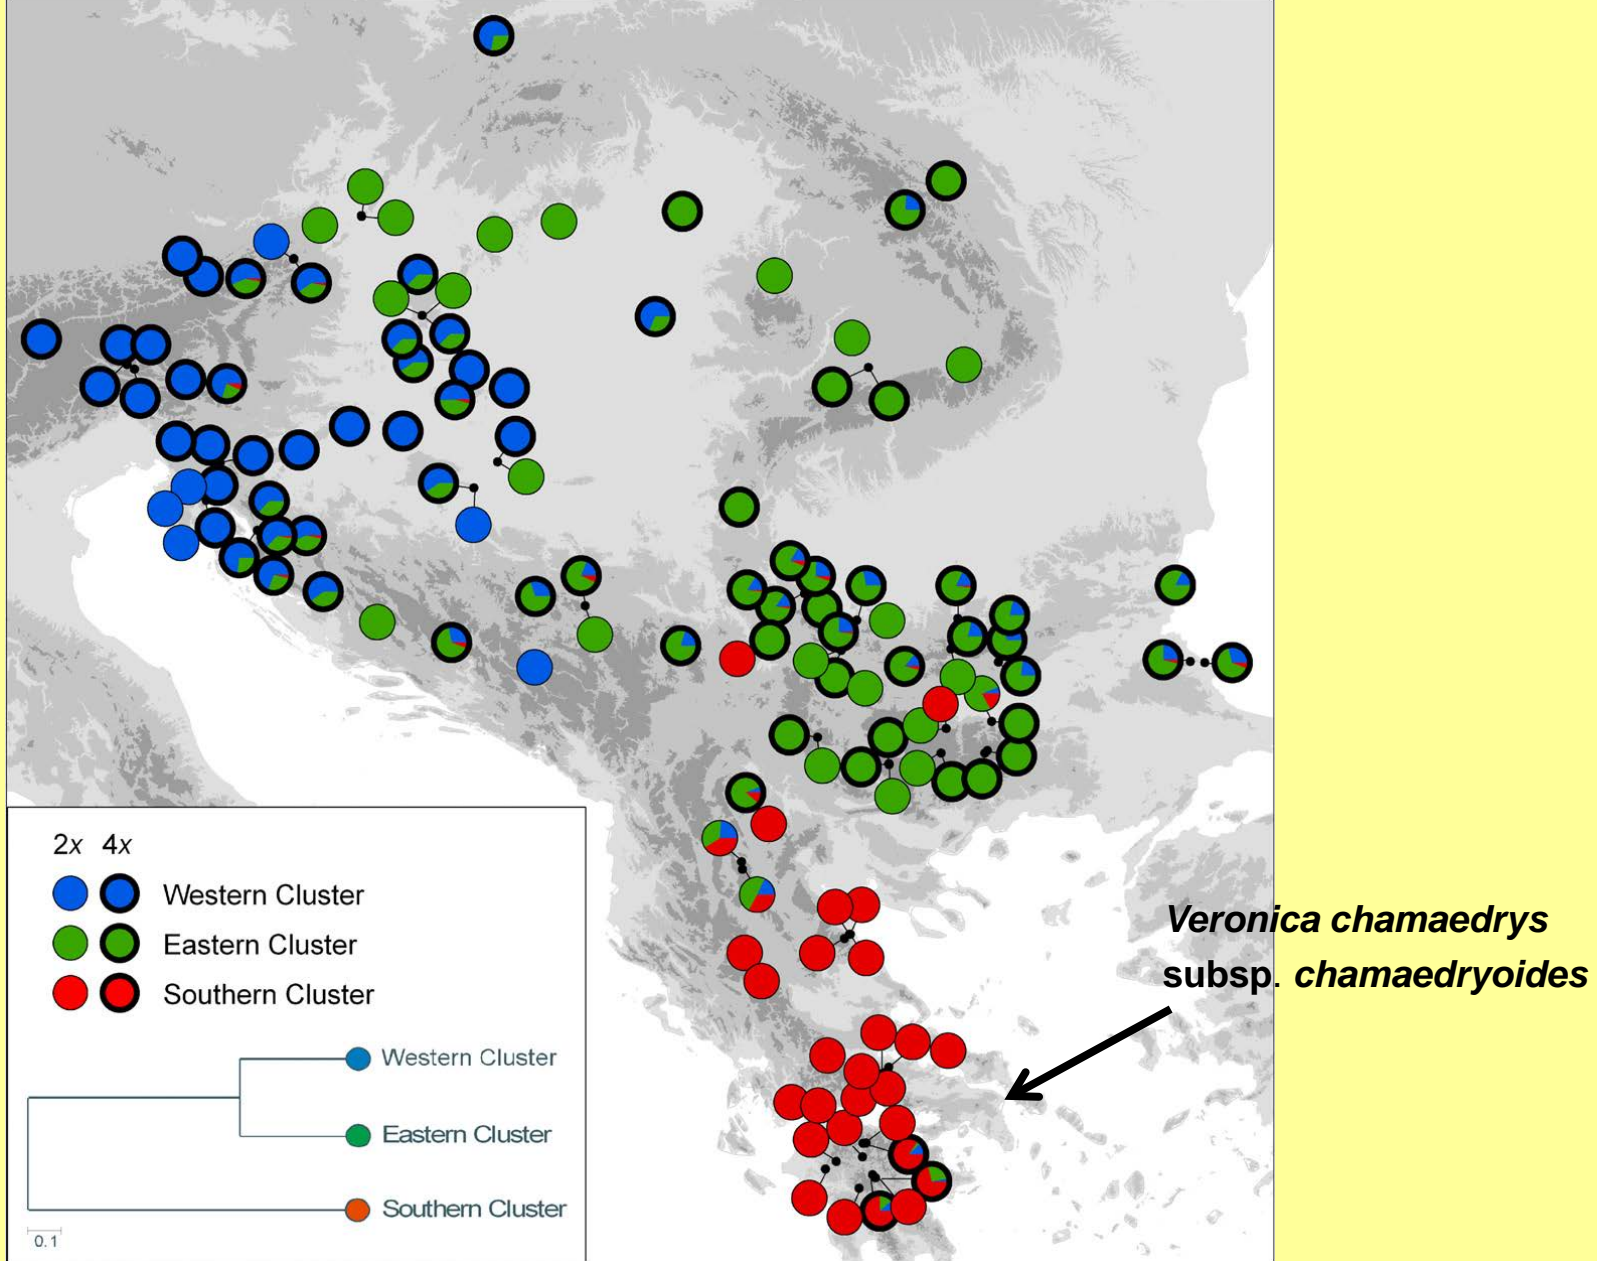 2x 4x
Western Cluster
Eastern Cluster
Southern Cluster
Western Cluster
Eastern Cluster
Southern Cluster
0.1
Veronica chamaedrys
subsp. chamaedryoides